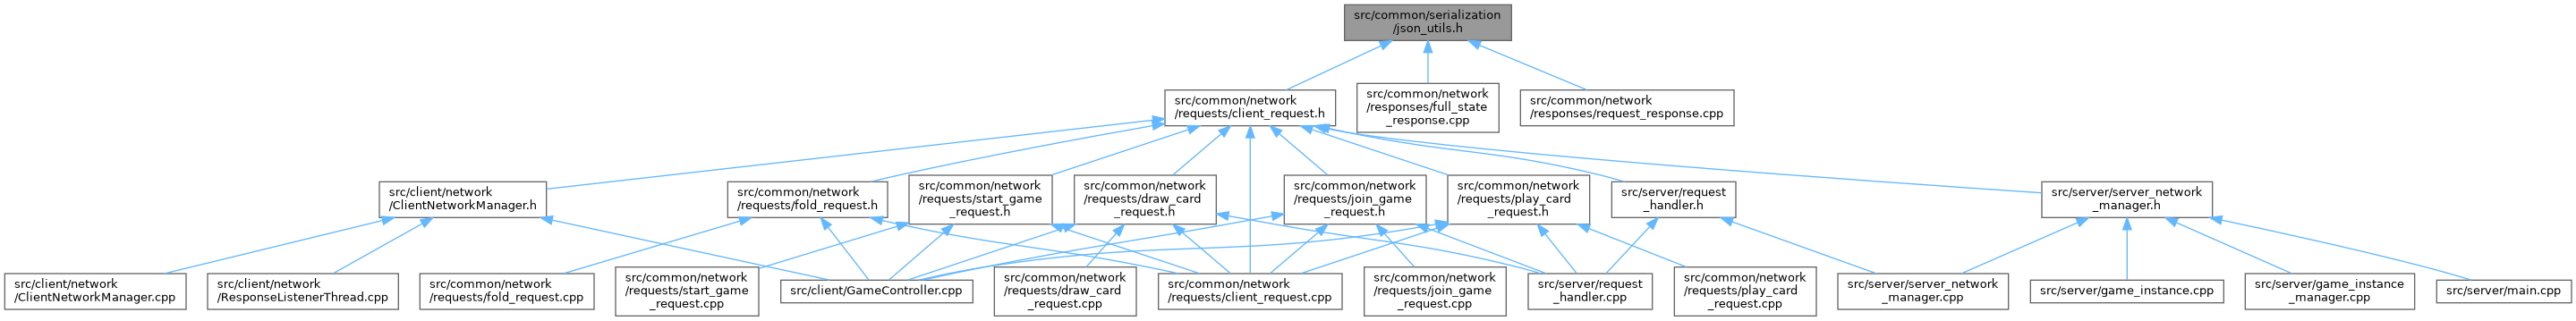 src/common/serialization
/json_utils.h
src/common/network
/requests/client_request.h
src/common/network
/responses/full_state
_response.cpp
src/common/network
/responses/request_response.cpp
src/client/network
/ClientNetworkManager.h
src/common/network
/requests/fold_request.h
src/common/network
/requests/start_game
_request.h
src/common/network
/requests/draw_card
_request.h
src/common/network
/requests/join_game
_request.h
src/common/network
/requests/play_card
_request.h
src/server/request
_handler.h
src/server/server_network
_manager.h
src/client/network
/ClientNetworkManager.cpp
src/client/network
/ResponseListenerThread.cpp
src/common/network
/requests/fold_request.cpp
src/common/network
/requests/start_game
_request.cpp
src/client/GameController.cpp
src/common/network
/requests/draw_card
_request.cpp
src/common/network
/requests/client_request.cpp
src/common/network
/requests/join_game
_request.cpp
src/server/request
_handler.cpp
src/common/network
/requests/play_card
_request.cpp
src/server/server_network
_manager.cpp
src/server/game_instance.cpp
src/server/game_instance
_manager.cpp
src/server/main.cpp